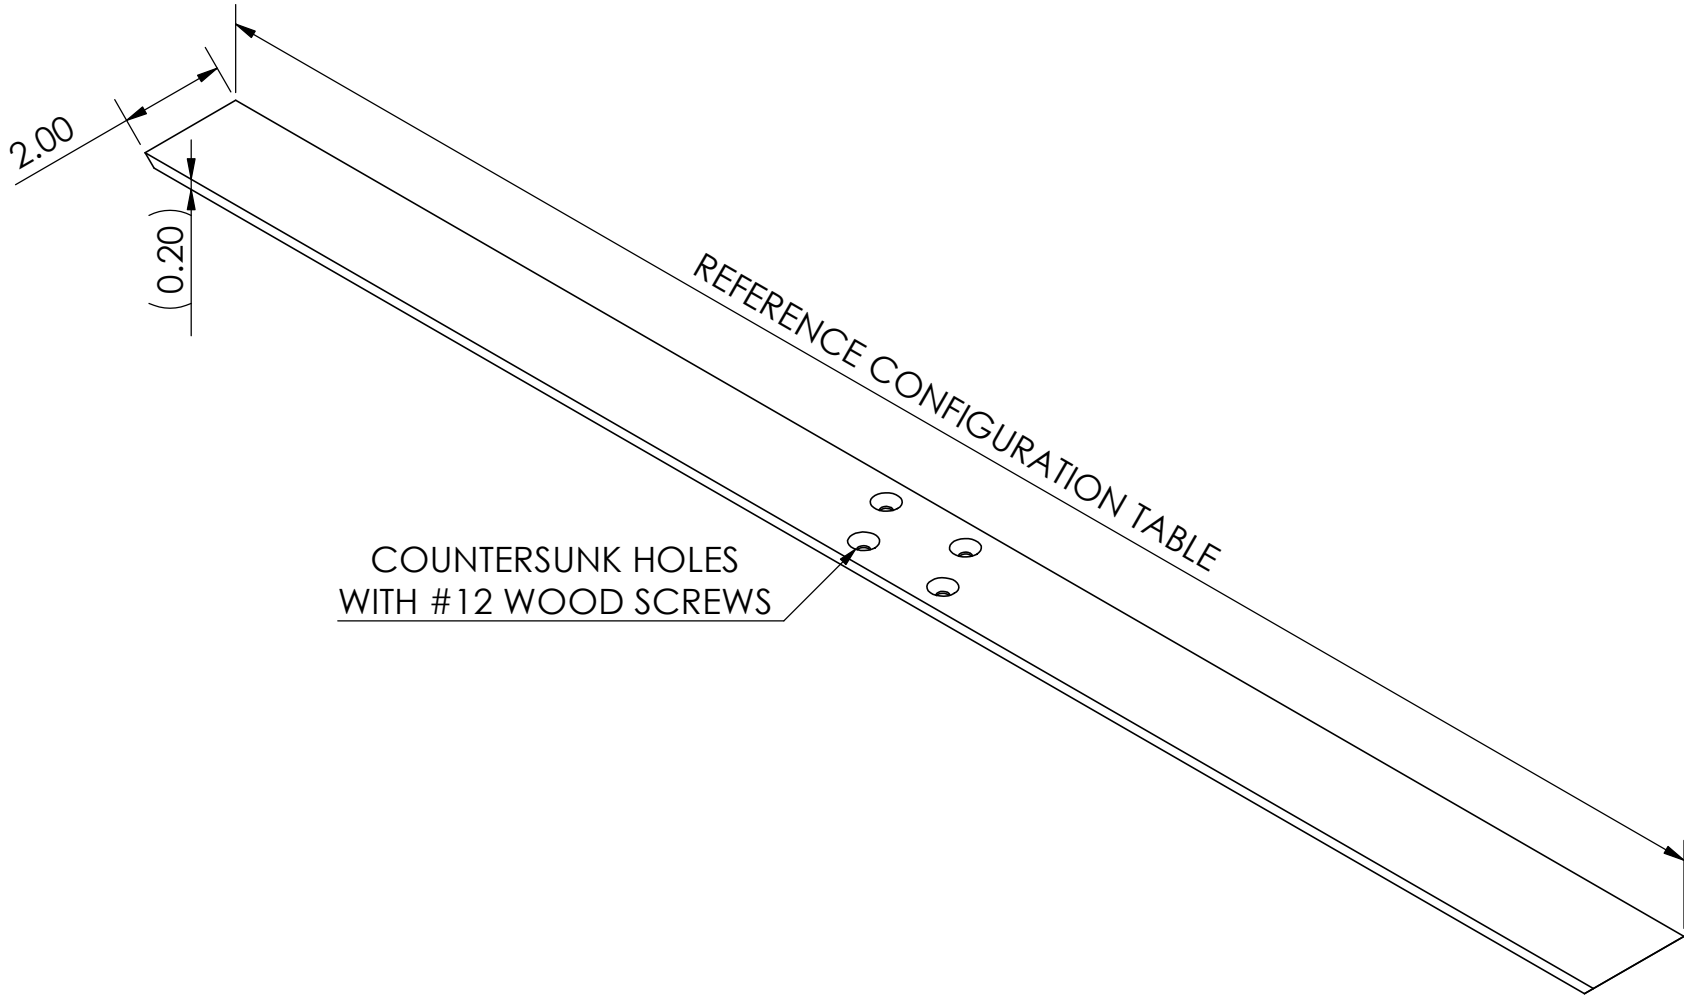 2.00
(0.20)
REFERENCE CONFIGURATION TABLE
COUNTERSUNK HOLES
WITH #12 WOOD SCREWS